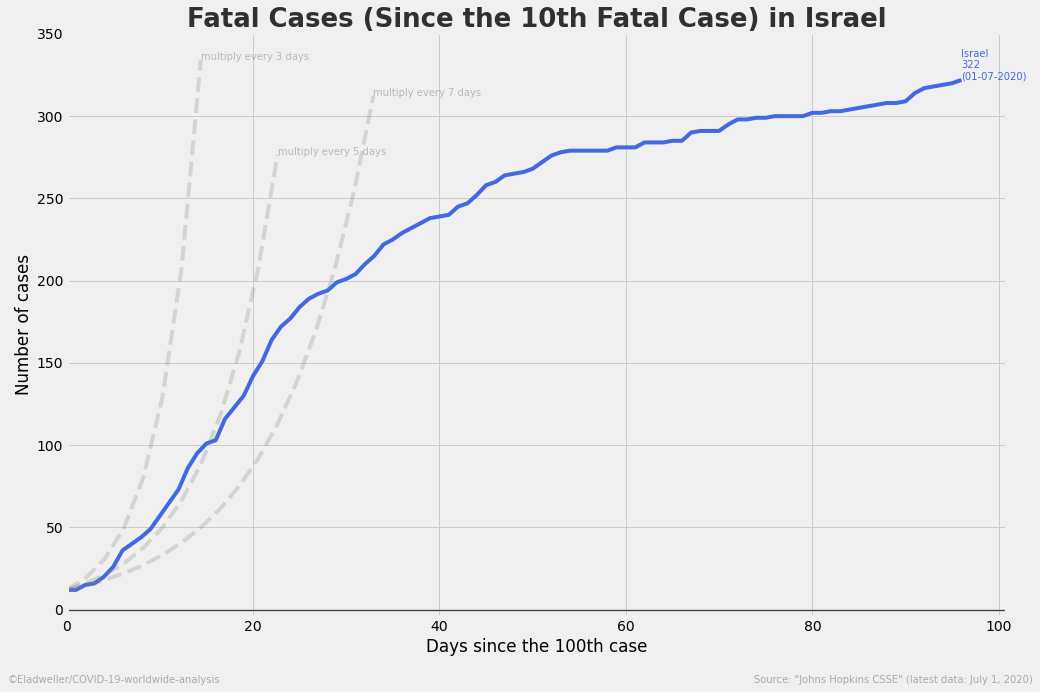 Fatal Cases (Since the 10th Fatal Case) in Israel
350
300
250
200
150
100
50
0
Number of cases
multiply every 3 days
multiply every 7 days
multiply every 5 days
Israel
322
(01-07-2020)
0 20 40 60 80 100
Days since the 100th case
©Eladweller/COVID-19-worldwide-analysis
Source: "Johns Hopkins CSSE" (latest data: July 1, 2020)